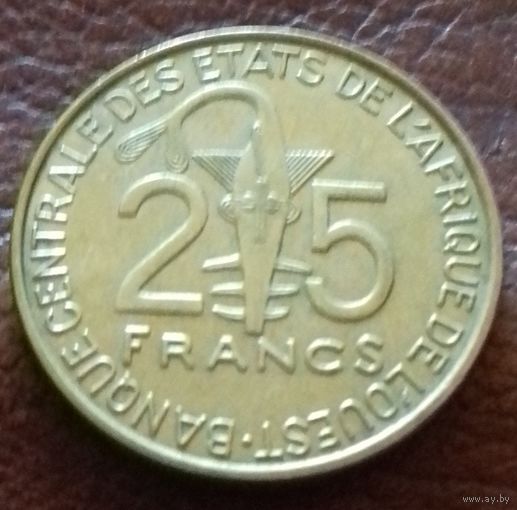 BANQUE CENTRALE DES ETATS DE L'AFRIQUE DE L'OUEST ·
25
FRANCS
www.ay.by